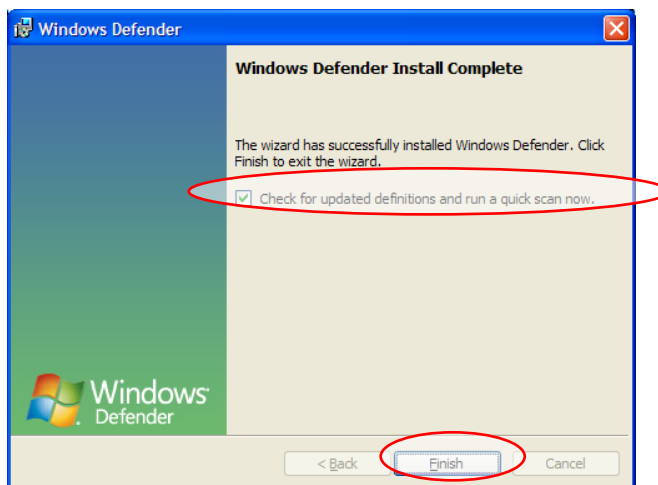 Windows Defender
Windows Defender Install Complete
The wizard has successfully installed Windows Defender. Click
Finish to exit the wizard.
Check for updated definitions and run a quick scan now.
Windows
Defender
< Back
Finish
Cancel